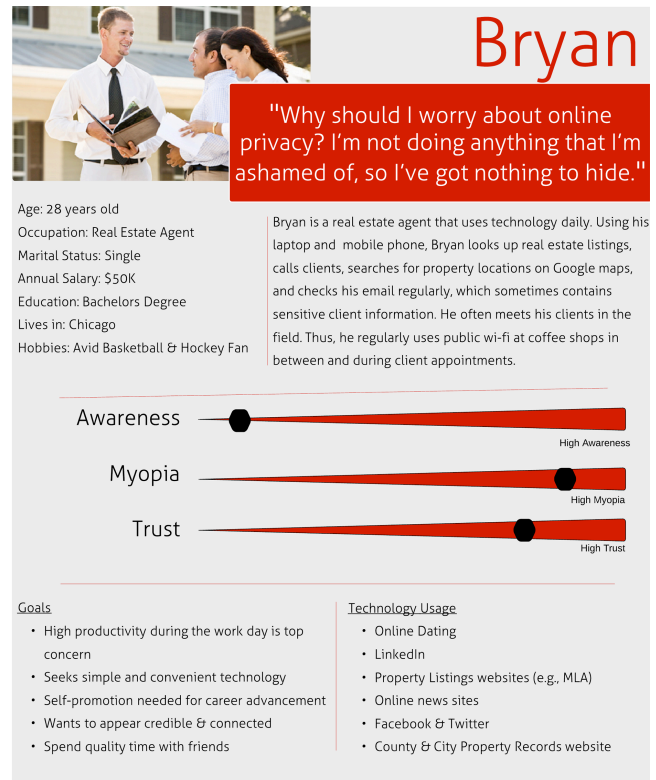 Bryan
"Why should I worry about online
privacy? I'm not doing anything that I'm
ashamed of, so I've got nothing to hide."
Age: 28 years old
Occupation: Real Estate Agent
Marital Status: Single
Annual Salary: $50K
Education: Bachelors Degree
Lives in: Chicago
Hobbies: Avid Basketball & Hockey Fan
Bryan is a real estate agent that uses technology daily. Using his
laptop and mobile phone, Bryan looks up real estate listings,
calls clients, searches for property locations on Google maps,
and checks his email regularly, which sometimes contains
sensitive client information. He often meets his clients in the
field. Thus, he regularly uses public wi-fi at coffee shops in
between and during client appointments.
Awareness
High Awareness
Myopia
High Myopia
Trust
High Trust
Goals
• High productivity during the work day is top
concern
• Seeks simple and convenient technology
• Self-promotion needed for career advancement
• Wants to appear credible & connected
• Spend quality time with friends
Technology Usage
• Online Dating
• LinkedIn
• Property Listings websites (e.g., MLA)
• Online news sites
• Facebook & Twitter
• County & City Property Records website